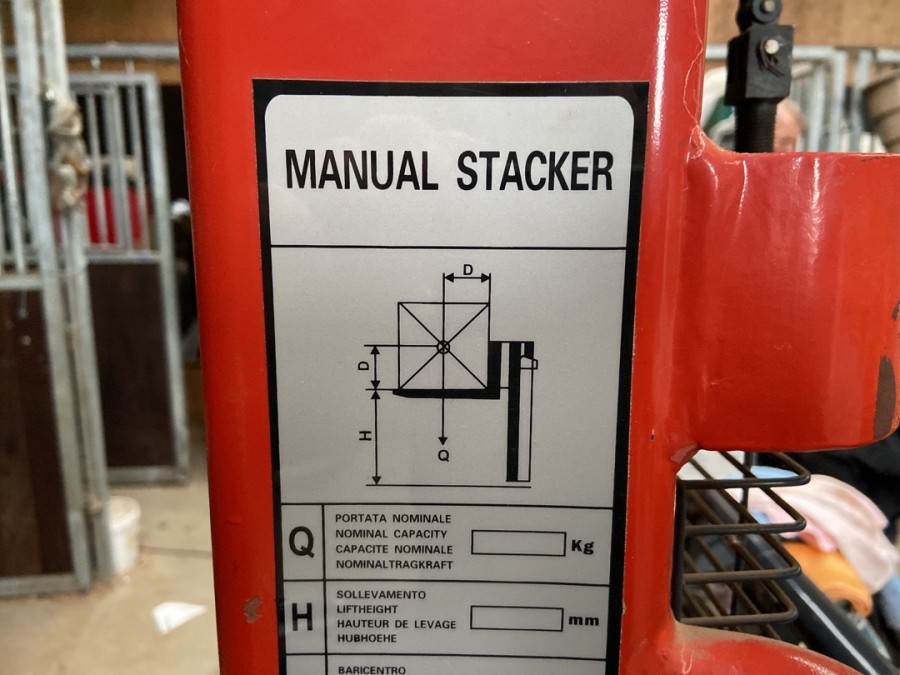 MANUAL STACKER
D
D
H
Q
Q
PORTATA NOMINALE
NOMINAL CAPACITY
CAPACITE NOMINALE
NOMINALTRAGKRAFT
Kg
H
SOLLEVAMENTO
LIFTHEIGHT
HAUTEUR DE LEVAGE
HUBHOEHE
mm
BARICENTRO